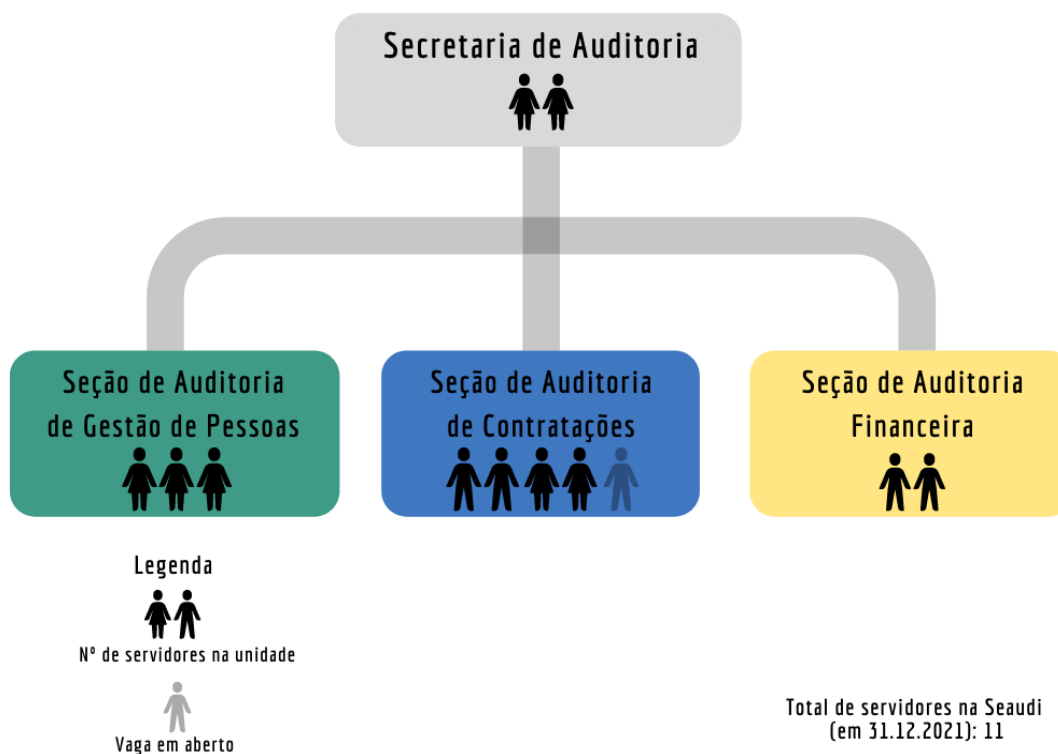 Secretaria de Auditoria
Seção de Auditoria
de Gestão de Pessoas
Seção de Auditoria
de Contratações
Seção de Auditoria
Financeira
Legenda
Nº de servidores na unidade
Vaga em aberto
Total de servidores na Seaudi
(em 31.12.2021): 11